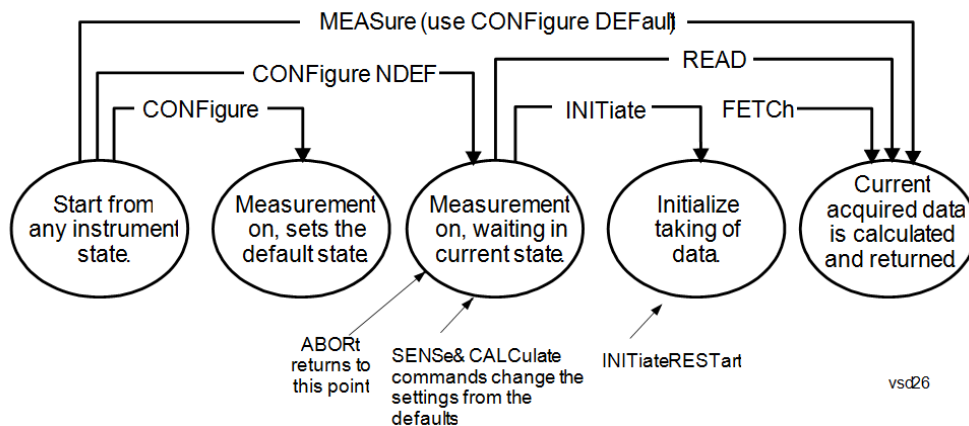 MEASure (use CONFigure DEFault)
CONFigure NDEF
READ
CONFigure
INITiate
FETCh
Start from
any instrument
state.
Measurement
on, sets the
default state.
Measurement
on, waiting in
current state.
Initialize
taking of
data.
Current
acquired data
is calculated
and returned
ABORt
returns to
this point
SENSe& CALCulate
commands change the
settings from the
defaults
INITiateRESTart
vsd26